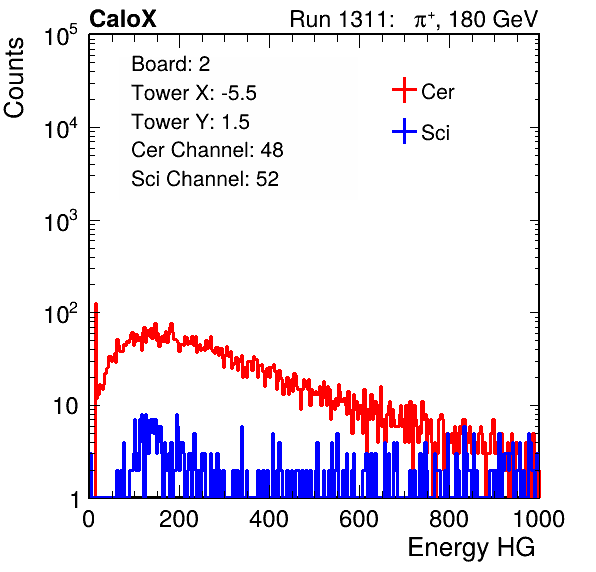 CaloX Run 1311: π⁺, 180 GeV
Board: 2
Tower X: -5.5
Tower Y: 1.5
Cer Channel: 48
Sci Channel: 52
Cer
Sci
Counts
10⁵
10⁴
10³
10²
10
1
0 200 400 600 800 1000
Energy HG